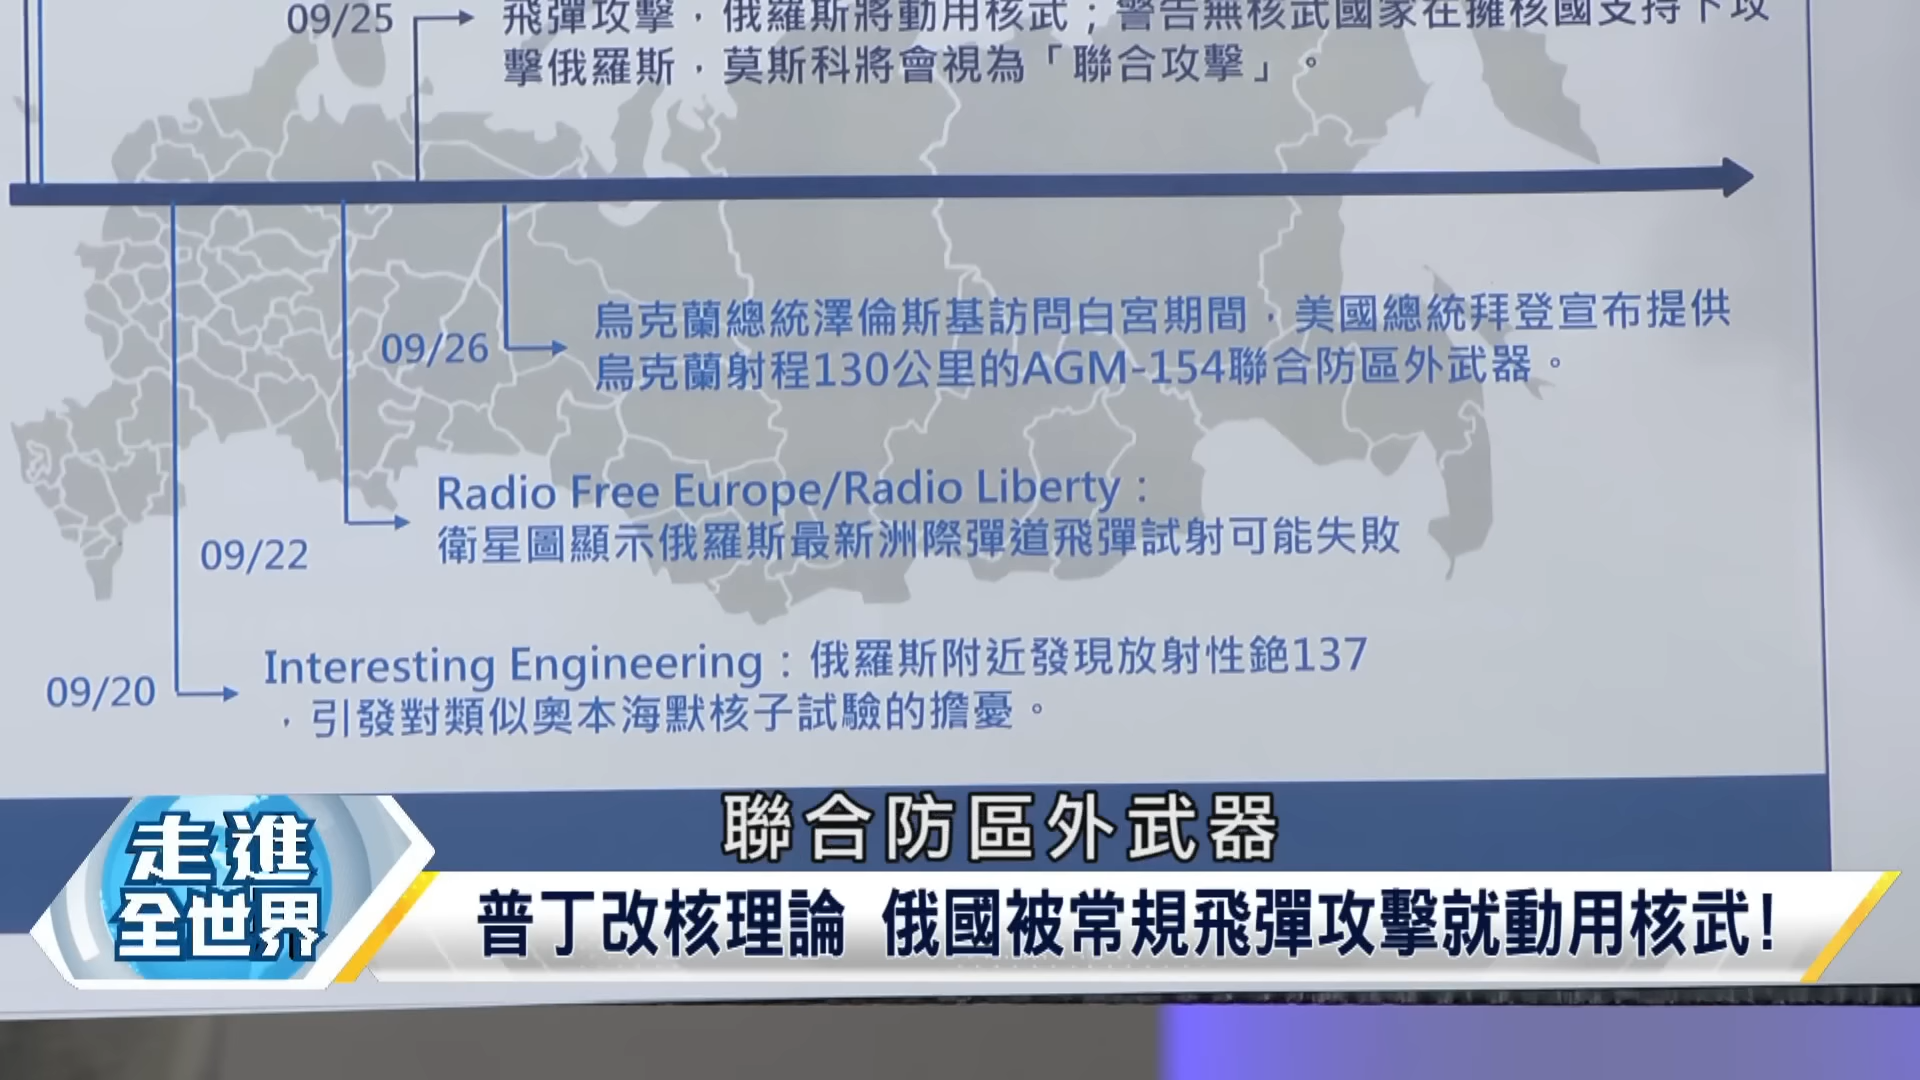 09/25
飛彈攻擊，俄羅斯將動用核武；警告無核武國家在擁核國支持下攻
擊俄羅斯，莫斯科將會視為「聯合攻擊」。
09/26
烏克蘭總統澤倫斯基訪問白宮期間，美國總統拜登宣布提供
烏克蘭射程130公里的AGM-154聯合防區外武器。
Radio Free Europe/Radio Liberty：
衛星圖顯示俄羅斯最新洲際彈道飛彈試射可能失敗
09/22
Interesting Engineering：俄羅斯附近發現放射性銫137
，引發對類似奧本海默核子試驗的擔憂。
09/20
聯合防區外武器
走進
全世界
普丁改核理論 俄國被常規飛彈攻擊就動用核武！